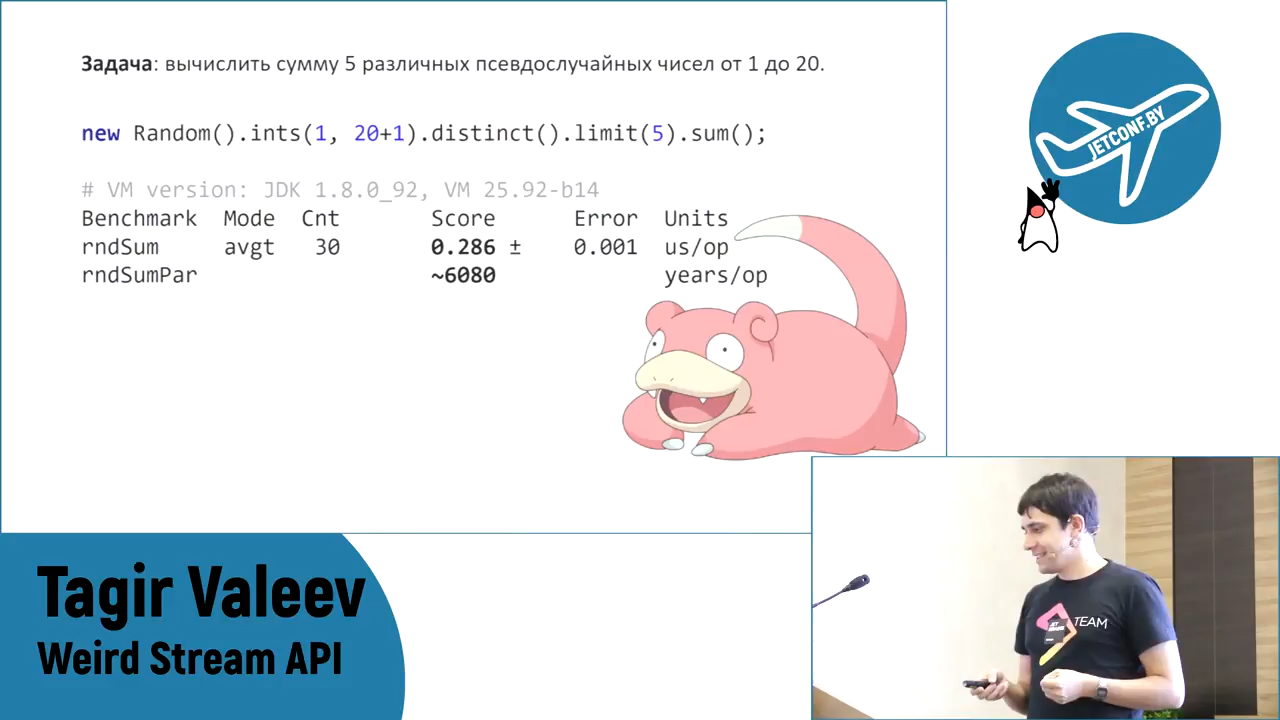 Задача: вычислить сумму 5 различных псевдослучайных чисел от 1 до 20.
new Random().ints(1, 20+1).distinct().limit(5).sum();
# VM version: JDK 1.8.0_92, VM 25.92-b14
Benchmark Mode Cnt Score Error Units
rndSum avgt 30 0.286 ± 0.001 us/op
rndSumPar ~6080 years/op
JETCONF.BY
Tagir Valeev
Weird Stream API
TEAM